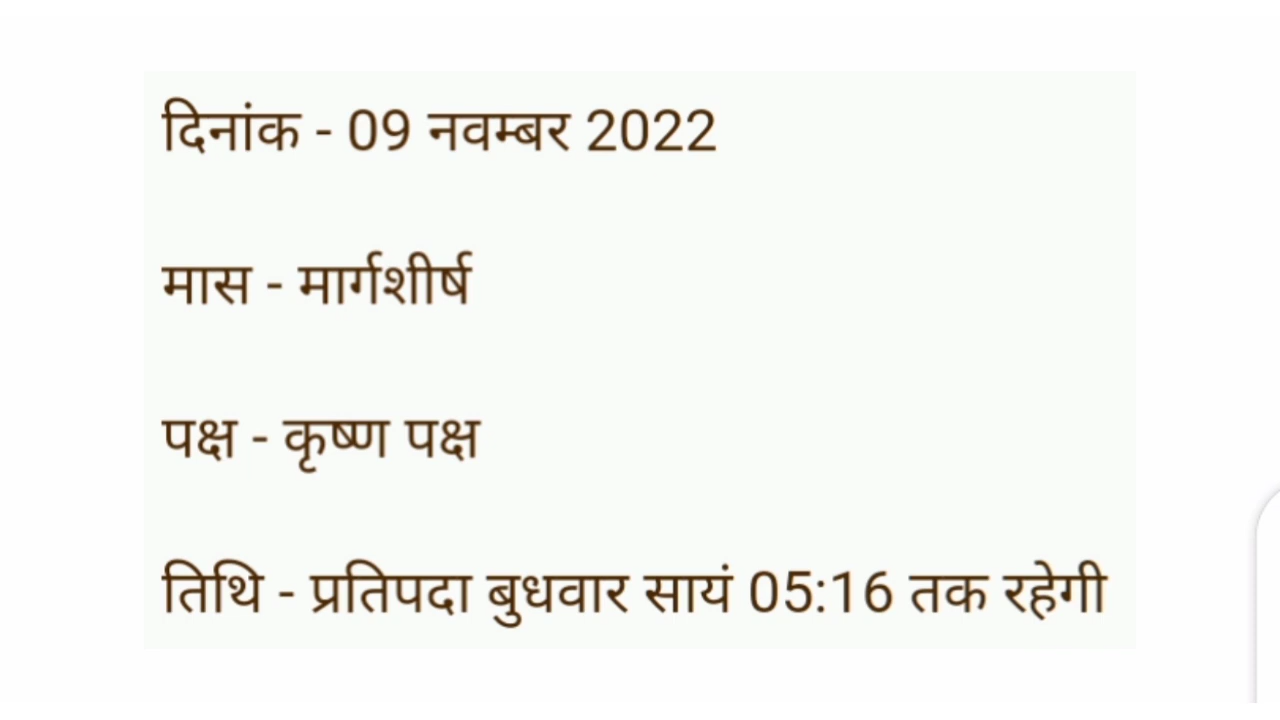 दिनांक - 09 नवम्बर 2022
मास - मार्गशीर्ष
पक्ष - कृष्ण पक्ष
तिथि - प्रतिपदा बुधवार सायं 05:16 तक रहेगी